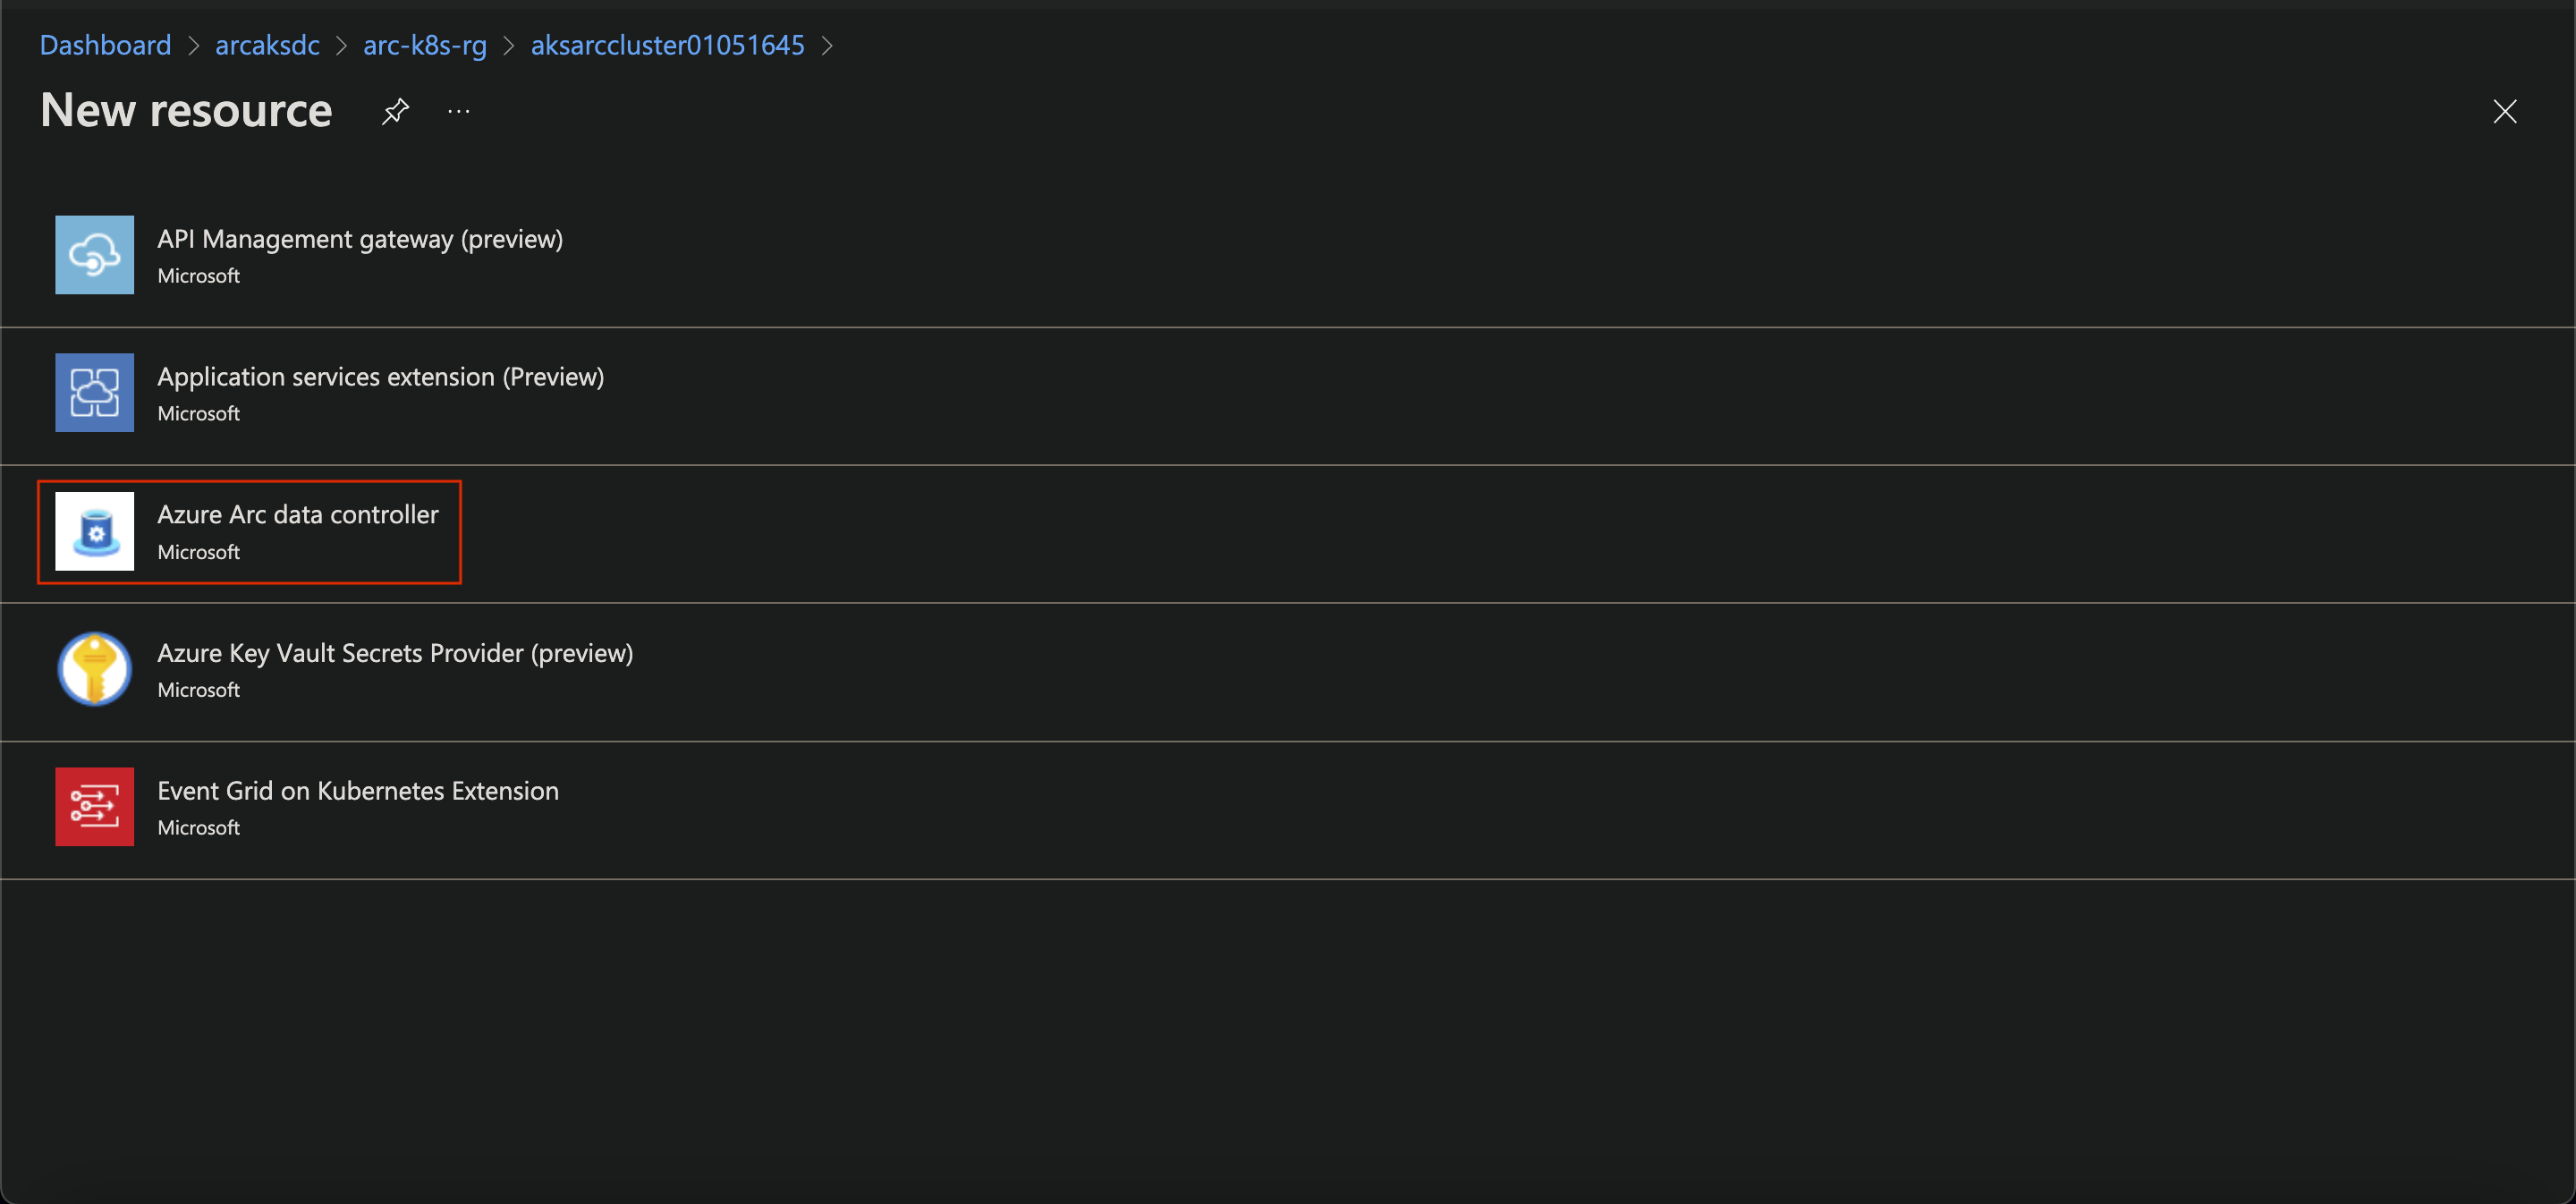 Dashboard > arcaksdc > arc-k8s-rg > aksarccluster01051645 >
New resource ...
API Management gateway (preview)
Microsoft
Application services extension (Preview)
Microsoft
Azure Arc data controller
Microsoft
Azure Key Vault Secrets Provider (preview)
Microsoft
Event Grid on Kubernetes Extension
Microsoft